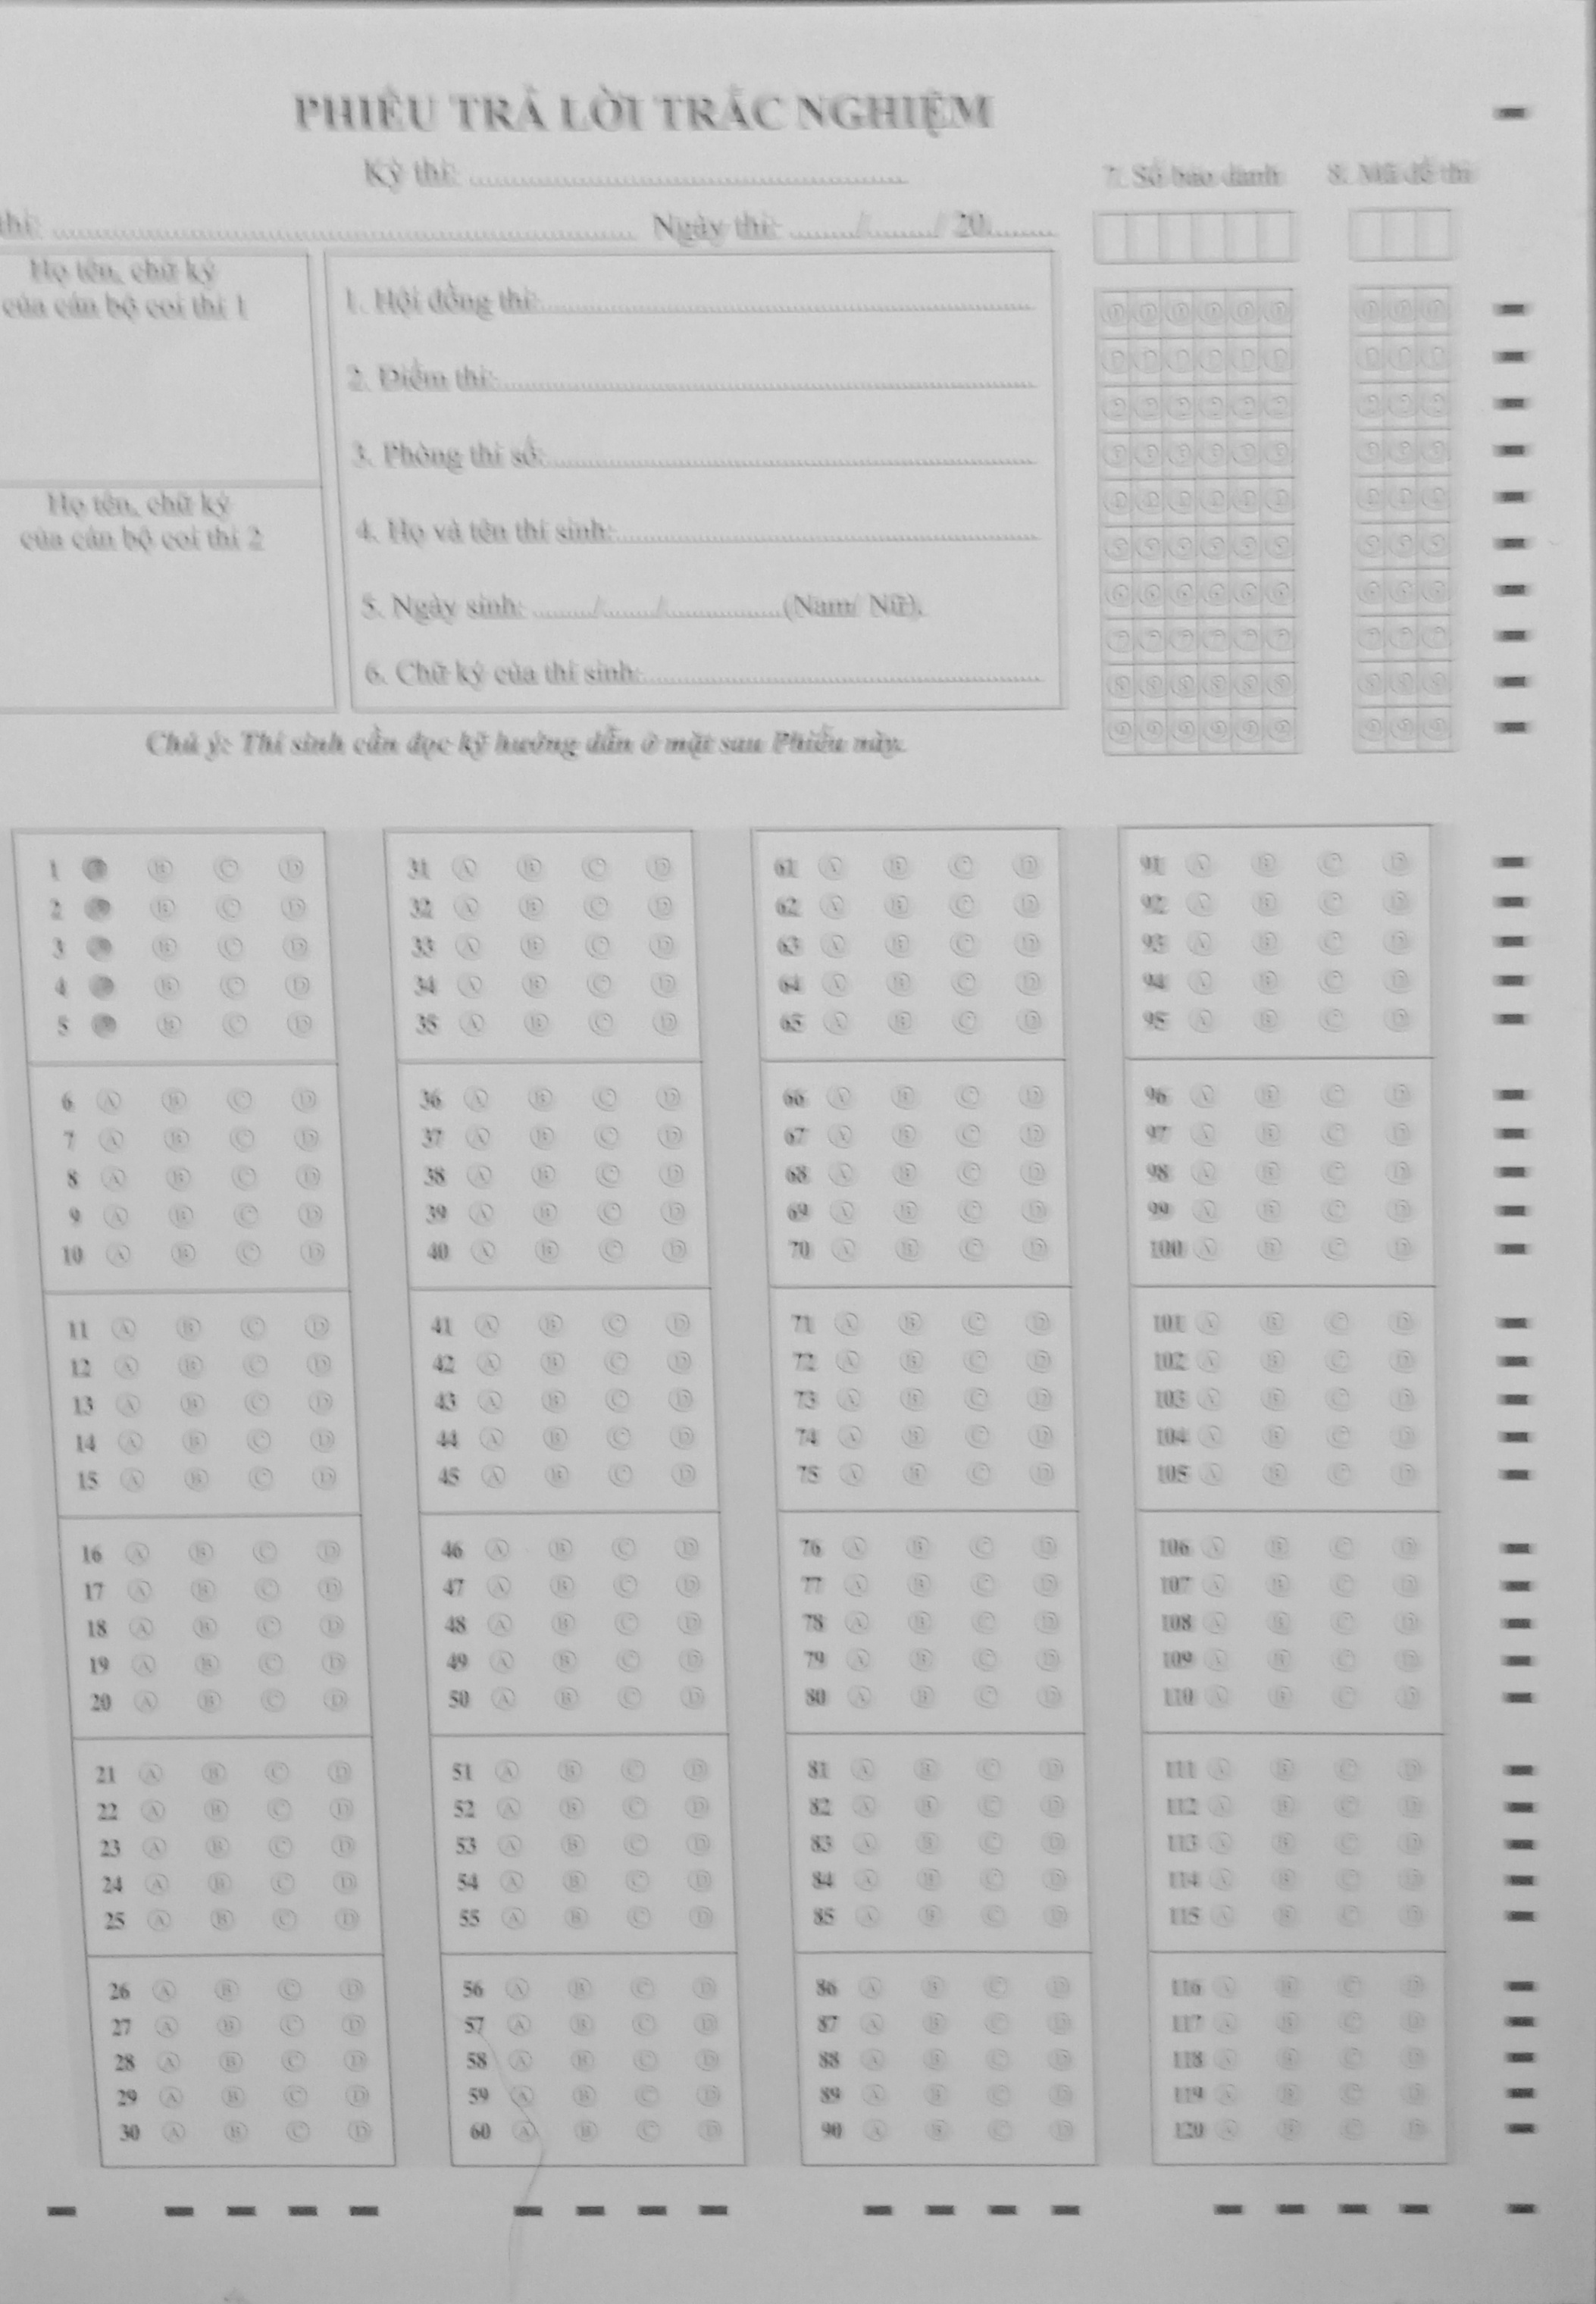 PHIẾU TRẢ LỜI TRẮC NGHIỆM
Kỳ thi: ..........
thi: .......... Ngày thi: ......../......../ 20........
Họ tên, chữ ký
của cán bộ coi thi 1
Họ tên, chữ ký
của cán bộ coi thi 2
1. Hội đồng thi:..........
2. Điểm thi:..........
3. Phòng thi số:..........
4. Họ và tên thí sinh:..........
5. Ngày sinh: ........./......./................(Nam/ Nữ).
6. Chữ ký của thí sinh:..........
7. Số báo danh
8. Mã đề thi
0 0 0 0 0 0 0 0 0
1 1 1 1 1 1 1 1 1
2 2 2 2 2 2 2 2 2
3 3 3 3 3 3 3 3 3
4 4 4 4 4 4 4 4 4
5 5 5 5 5 5 5 5 5
6 6 6 6 6 6 6 6 6
7 7 7 7 7 7 7 7 7
8 8 8 8 8 8 8 8 8
9 9 9 9 9 9 9 9 9
Chú ý: Thí sinh cần đọc kỹ hướng dẫn ở mặt sau Phiếu này.
1 B C D
2 B C D
3 B C D
4 B C D
5 B C D
6 A B C D
7 A B C D
8 A B C D
9 A B C D
10 A B C D
11 A B C D
12 A B C D
13 A B C D
14 A B C D
15 A B C D
16 A B C D
17 A B C D
18 A B C D
19 A B C D
20 A B C D
21 A B C D
22 A B C D
23 A B C D
24 A B C D
25 A B C D
26 A B C D
27 A B C D
28 A B C D
29 A B C D
30 A B C D
31 A B C D
32 A B C D
33 A B C D
34 A B C D
35 A B C D
36 A B C D
37 A B C D
38 A B C D
39 A B C D
40 A B C D
41 A B C D
42 A B C D
43 A B C D
44 A B C D
45 A B C D
46 A B C D
47 A B C D
48 A B C D
49 A B C D
50 A B C D
51 A B C D
52 A B C D
53 A B C D
54 A B C D
55 A B C D
56 A B C D
57 A B C D
58 A B C D
59 A B C D
60 A B C D
61 A B C D
62 A B C D
63 A B C D
64 A B C D
65 A B C D
66 A B C D
67 A B C D
68 A B C D
69 A B C D
70 A B C D
71 A B C D
72 A B C D
73 A B C D
74 A B C D
75 A B C D
76 A B C D
77 A B C D
78 A B C D
79 A B C D
80 A B C D
81 A B C D
82 A B C D
83 A B C D
84 A B C D
85 A B C D
86 A B C D
87 A B C D
88 A B C D
89 A B C D
90 A B C D
91 A B C D
92 A B C D
93 A B C D
94 A B C D
95 A B C D
96 A B C D
97 A B C D
98 A B C D
99 A B C D
100 A B C D
101 A B C D
102 A B C D
103 A B C D
104 A B C D
105 A B C D
106 A B C D
107 A B C D
108 A B C D
109 A B C D
110 A B C D
111 A B C D
112 A B C D
113 A B C D
114 A B C D
115 A B C D
116 A B C D
117 A B C D
118 A B C D
119 A B C D
120 A B C D